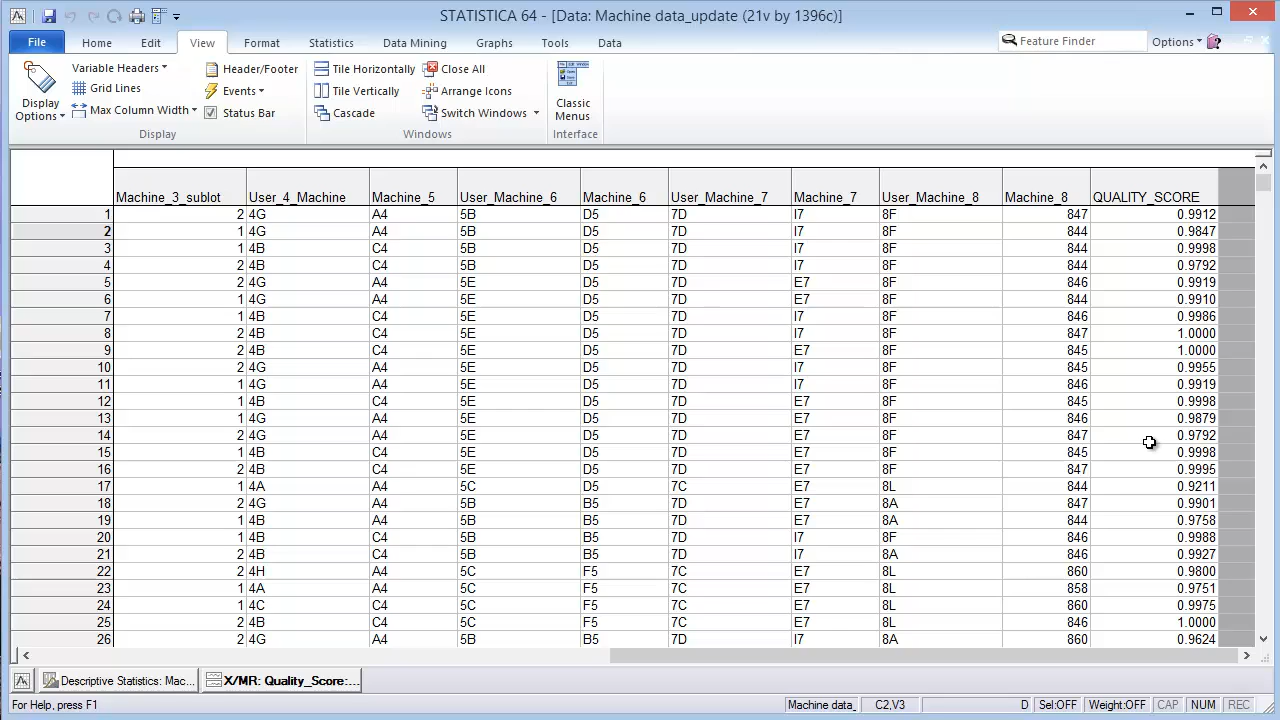 STATISTICA 64 - [Data: Machine data_update (21v by 1396c)]
File Home Edit View Format Statistics Data Mining Graphs Tools Data Feature Finder Options
Display Options
Variable Headers
Grid Lines
Max Column Width
Header/Footer
Events
Status Bar
Display
Tile Horizontally
Tile Vertically
Cascade
Close All
Arrange Icons
Switch Windows
Windows
Classic Menus
Interface
Machine_3_sublot User_4_Machine Machine_5 User_Machine_6 Machine_6 User_Machine_7 Machine_7 User_Machine_8 Machine_8 QUALITY_SCORE
1 2 4G A4 5B D5 7D I7 8F 847 0.9912
2 1 4G A4 5B D5 7D I7 8F 844 0.9847
3 1 4B C4 5B D5 7D I7 8F 844 0.9998
4 2 4B C4 5B D5 7D I7 8F 844 0.9792
5 2 4G A4 5E D5 7D E7 8F 846 0.9919
6 1 4G A4 5E D5 7D I7 8F 844 0.9910
7 1 4B C4 5E D5 7D I7 8F 846 0.9986
8 2 4B C4 5E D5 7D I7 8F 847 1.0000
9 2 4B C4 5E D5 7D E7 8F 845 1.0000
10 2 4G A4 5E D5 7D I7 8F 845 0.9955
11 1 4G A4 5E D5 7D I7 8F 846 0.9919
12 1 4B C4 5E D5 7D E7 8F 845 0.9998
13 1 4G A4 5E D5 7D E7 8F 846 0.9879
14 2 4G A4 5E D5 7D E7 8F 847 0.9792
15 1 4B C4 5E D5 7D E7 8F 845 0.9998
16 2 4B C4 5E D5 7D E7 8F 847 0.9995
17 1 4A A4 5C D5 7C E7 8L 844 0.9211
18 2 4G A4 5B B5 7D E7 8A 847 0.9901
19 1 4B A4 5B B5 7D E7 8A 844 0.9758
20 1 4B C4 5B B5 7D I7 8F 846 0.9988
21 2 4B C4 5B B5 7D I7 8A 846 0.9927
22 2 4H A4 5C F5 7C E7 8L 860 0.9800
23 1 4A A4 5C F5 7C E7 8L 858 0.9751
24 1 4C C4 5C F5 7C E7 8L 860 0.9975
25 2 4B C4 5C F5 7C E7 8L 846 1.0000
26 2 4G A4 5B B5 7D I7 8A 860 0.9624
Descriptive Statistics: Mac... X/MR: Quality_Score:...
For Help, press F1 Machine data_ C2,V3 D Sel:OFF Weight:OFF CAP NUM REC